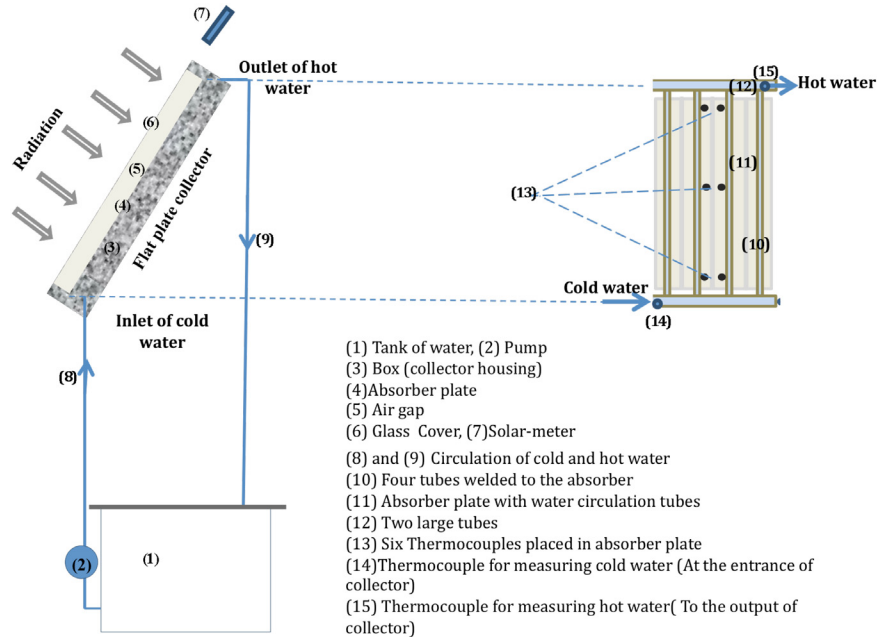 (7)
Outlet of hot
water
(15)
(12)
Hot water
Radiation
(6)
(5)
(4)
(3)
Flat plate collector
(11)
(13)
(9)
(10)
Cold water
(14)
Inlet of cold
water
(8)
(2)
(1)
(1) Tank of water, (2) Pump
(3) Box (collector housing)
(4)Absorber plate
(5) Air gap
(6) Glass Cover, (7)Solar-meter
(8) and (9) Circulation of cold and hot water
(10) Four tubes welded to the absorber
(11) Absorber plate with water circulation tubes
(12) Two large tubes
(13) Six Thermocouples placed in absorber plate
(14)Thermocouple for measuring cold water (At the entrance of
collector)
(15) Thermocouple for measuring hot water( To the output of
collector)